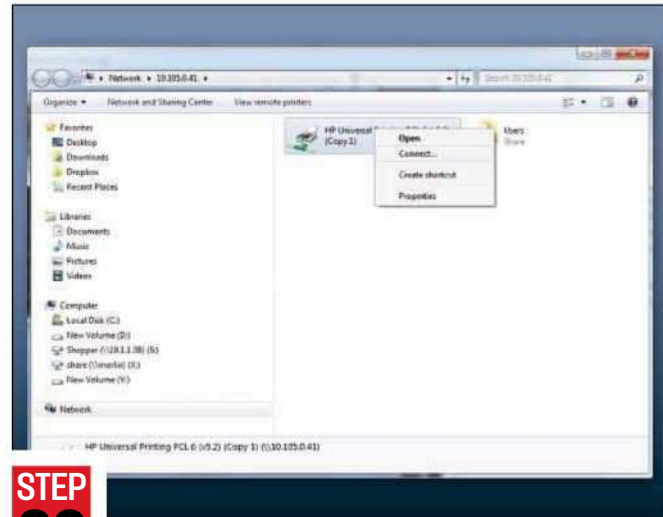 Network ▸ 10.105.0.41 ▸
Organize Network and Sharing Center View remote printers
Favorites
Desktop
Downloads
Dropbox
Recent Places
Libraries
Documents
Music
Pictures
Videos
Computer
Local Disk (C:)
New Volume (D:)
Shopper
share (\\merlin) (X:)
New Volume (Y:)
Network
HP Universal Printing
(Copy 1)
Users
Share
Open
Connect...
Create shortcut
Properties
HP Universal Printing PCL 6 (v5.2) (Copy 1) (\\10.105.0.41)
STEP